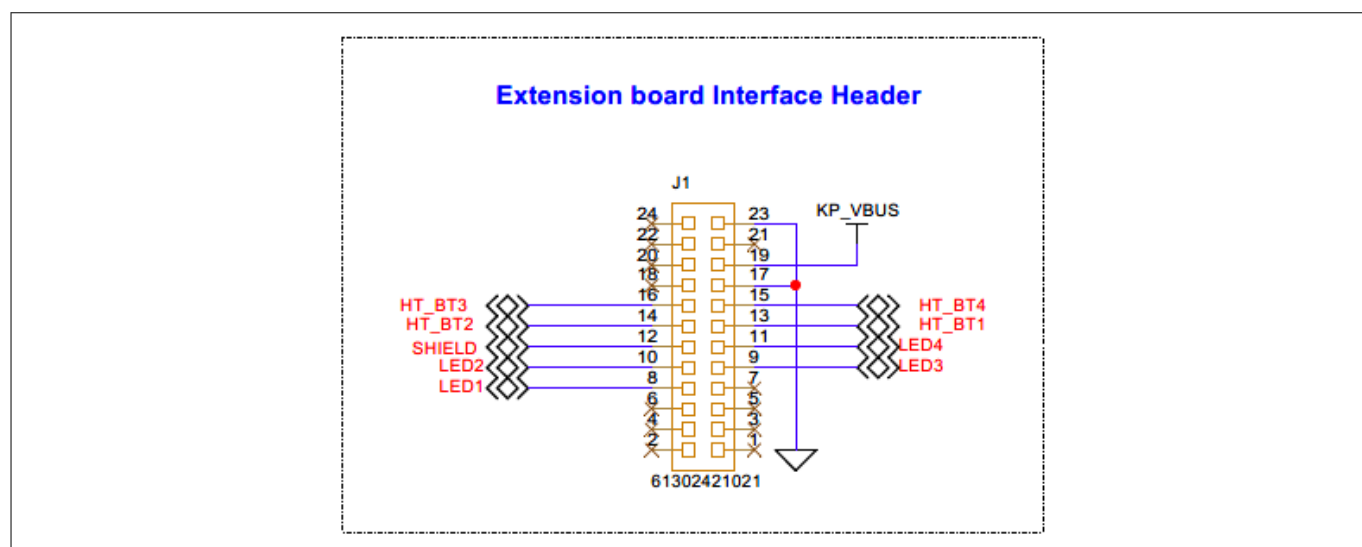 Extension board Interface Header
J1
24 23 KP_VBUS
22 21
20 19
18 17
HT_BT3 16 15 HT_BT4
HT_BT2 14 13 HT_BT1
SHIELD 12 11 LED4
LED2 10 9 LED3
LED1 8 7
6 5
4 3
2 1
61302421021